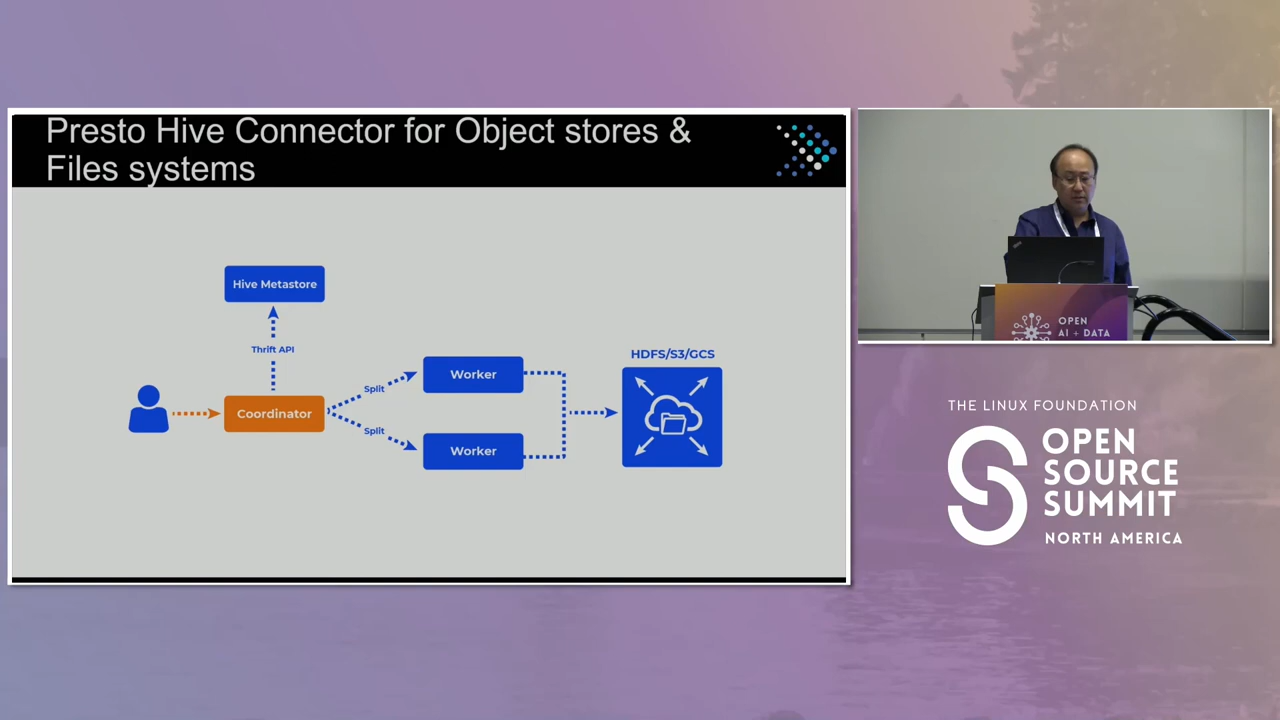 Presto Hive Connector for Object stores &
Files systems
Hive Metastore
Thrift API
Coordinator
Split
Split
Worker
Worker
HDFS/S3/GCS
OPEN
AI + DATA
THE LINUX FOUNDATION
OPEN
SOURCE
SUMMIT
NORTH AMERICA